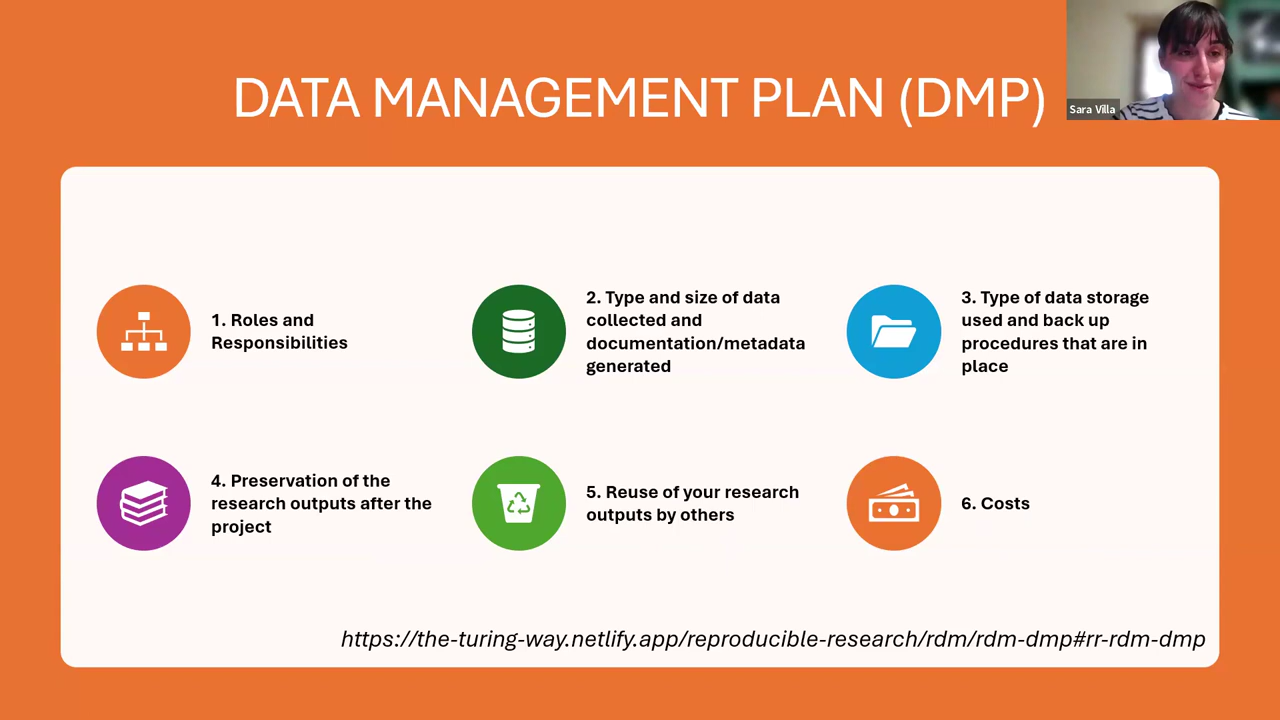 DATA MANAGEMENT PLAN (DMP)
Sara Villa
1. Roles and
Responsibilities
2. Type and size of data
collected and
documentation/metadata
generated
3. Type of data storage
used and back up
procedures that are in
place
4. Preservation of the
research outputs after the
project
5. Reuse of your research
outputs by others
6. Costs
https://the-turing-way.netlify.app/reproducible-research/rdm/rdm-dmp#rr-rdm-dmp